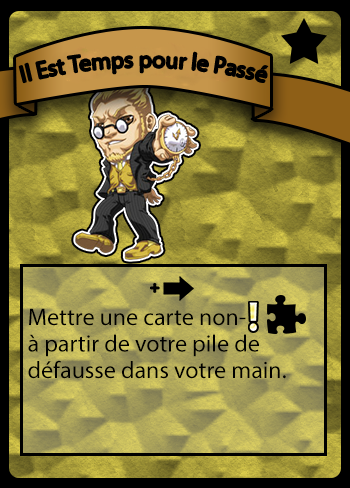 Il Est Temps pour le Passé
+
Mettre une carte non-!
à partir de votre pile de
défausse dans votre main.